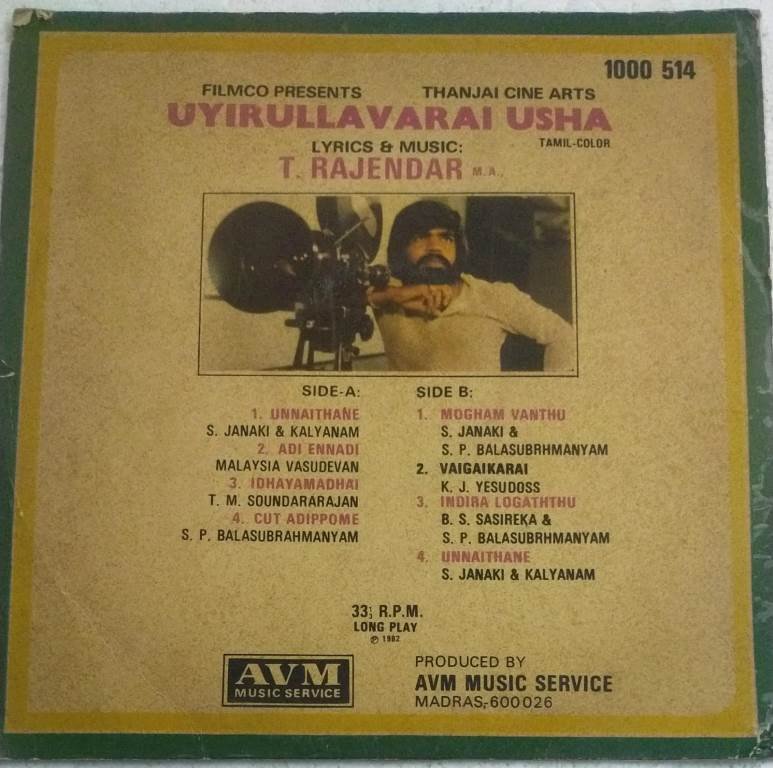 1000 514
FILMCO PRESENTS THANJAI CINE ARTS
UYIRULLAVARAI USHA
TAMIL-COLOR
LYRICS & MUSIC:
T. RAJENDAR M.A.,
SIDE-A:
1. UNNAITHANE
S. JANAKI & KALYANAM
2. ADI ENNADI
MALAYSIA VASUDEVAN
3. IDHAYAMADHAI
T. M. SOUNDARARAJAN
4. CUT ADIPPOME
S. P. BALASUBRAHMANYAM
SIDE B:
1. MOGHAM VANTHU
S. JANAKI &
S. P. BALASUBRHMANYAM
2. VAIGAIKARAI
K. J. YESUDOSS
3. INDIRA LOGATHTHU
B. S. SASIREKA &
S. P. BALASUBRHMANYAM
4. UNNAITHANE
S. JANAKI & KALYANAM
33⅓ R.P.M.
LONG PLAY
℗ 1982
AVM
MUSIC SERVICE
PRODUCED BY
AVM MUSIC SERVICE
MADRAS-600026